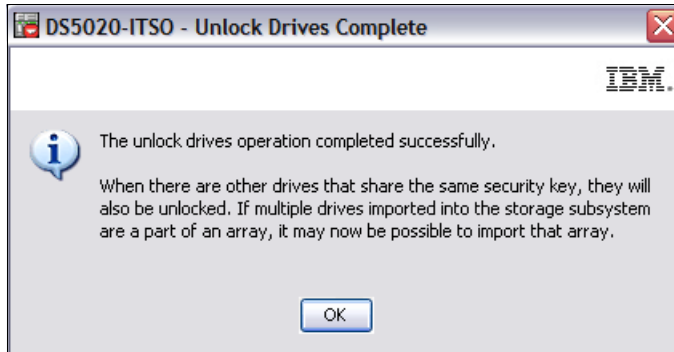 DS5020-ITSO - Unlock Drives Complete
IBM.
The unlock drives operation completed successfully.
When there are other drives that share the same security key, they will
also be unlocked. If multiple drives imported into the storage subsystem
are a part of an array, it may now be possible to import that array.
OK